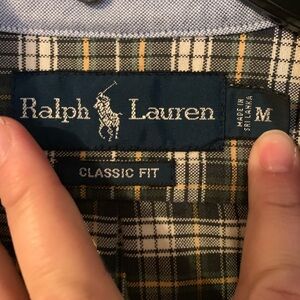 Ralph Lauren
MADE IN
SRI LANKA
M
CLASSIC FIT